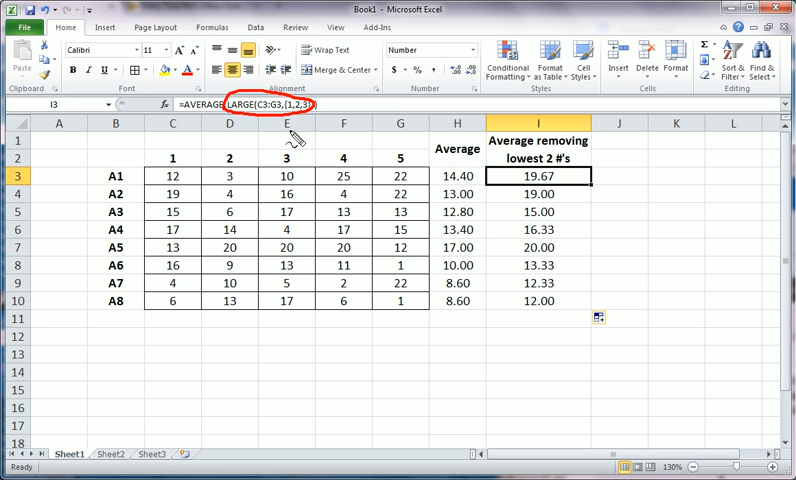 Book1 - Microsoft Excel
File Home Insert Page Layout Formulas Data Review View Add-Ins
Calibri 11 A A Wrap Text Number Conditional Formatting Format as Table Cell Styles Insert Delete Format Sort & Filter Find & Select
Paste B I U A Merge & Center $ % ,
Clipboard Font Alignment Number Styles Cells Editing
I3 fx =AVERAGE(LARGE(C3:G3,{1,2,3}))
A B C D E F G H I J K L
1 Average Average removing
2 1 2 3 4 5 lowest 2 #'s
3 A1 12 3 10 25 22 14.40 19.67
4 A2 19 4 16 4 22 13.00 19.00
5 A3 15 6 17 13 13 12.80 15.00
6 A4 17 14 4 17 15 13.40 16.33
7 A5 13 20 20 20 12 17.00 20.00
8 A6 16 9 13 11 1 10.00 13.33
9 A7 4 10 5 2 22 8.60 12.33
10 A8 6 13 17 6 1 8.60 12.00
11
12
13
14
15
16
17
18
Sheet1 Sheet2 Sheet3
Ready 130%